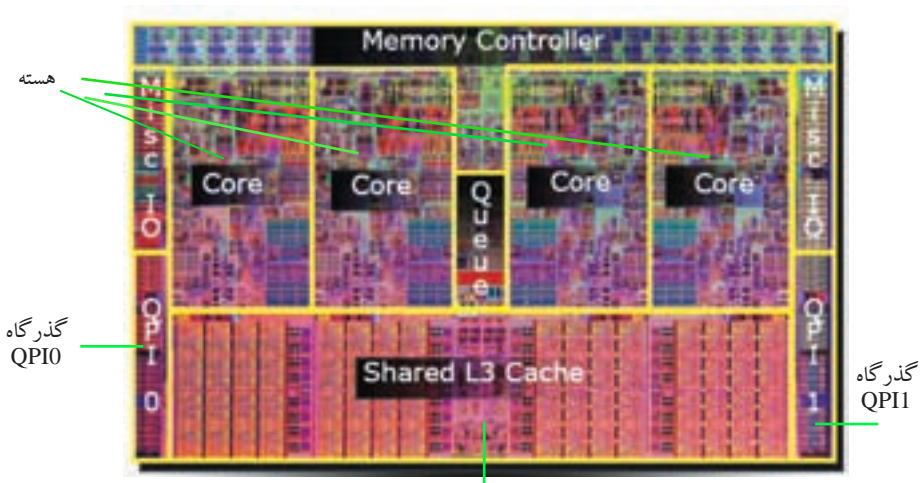 Memory Controller
هسته
Misc IO
Misc IO
Core
Core
Queue
Core
Core
گذرگاه
QPI0
QPI 0
Shared L3 Cache
QPI 1
گذرگاه
QPI1